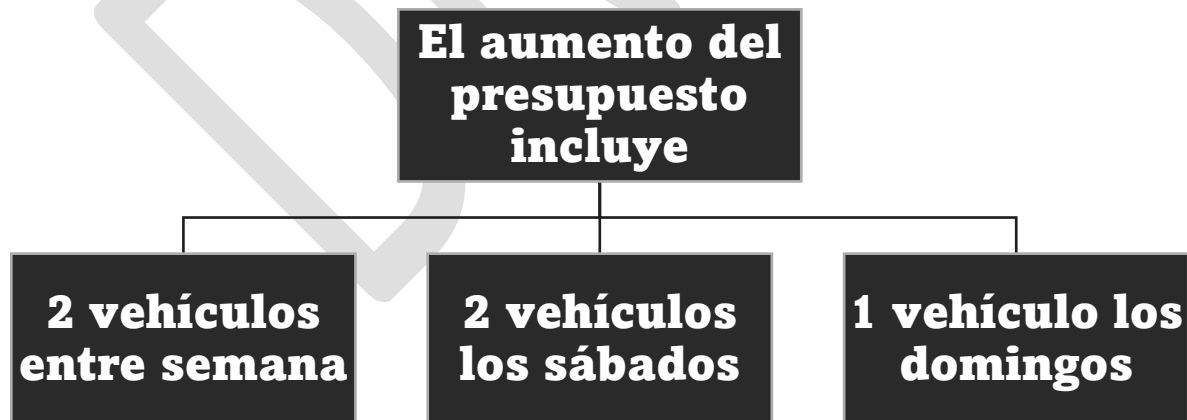 El aumento del
presupuesto
incluye
2 vehículos
entre semana
2 vehículos
los sábados
1 vehículo los
domingos